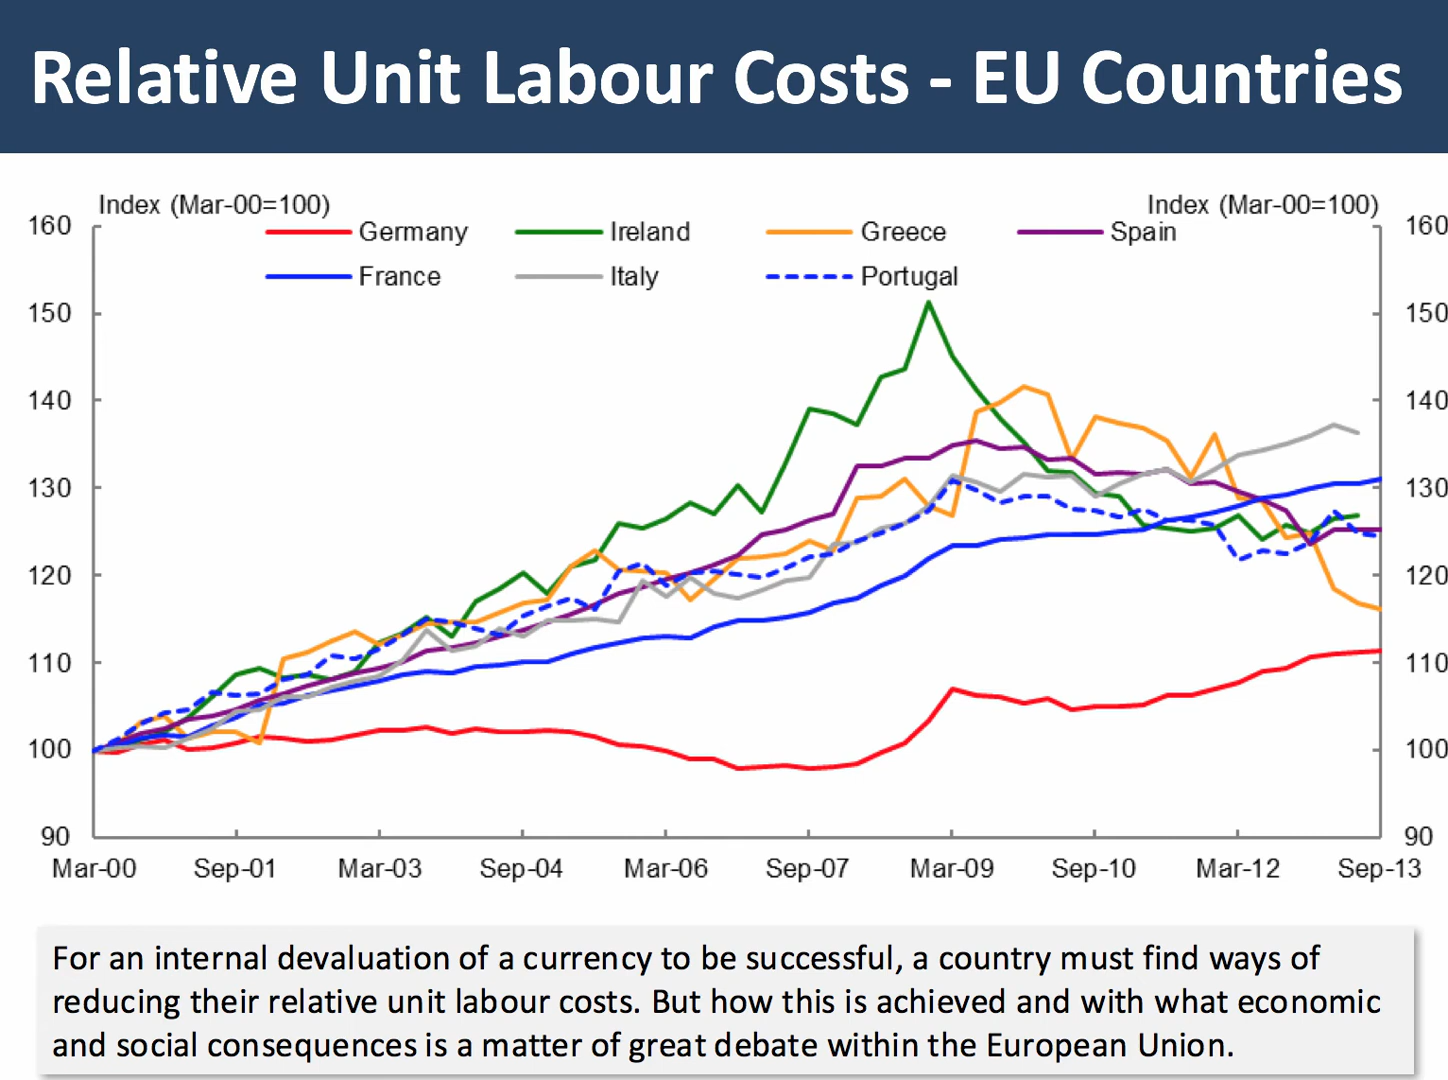 Relative Unit Labour Costs - EU Countries
Index (Mar-00=100) Index (Mar-00=100)
160 Germany Ireland Greece Spain 160
France Italy Portugal
150 150
140 140
130 130
120 120
110 110
100 100
90 90
Mar-00 Sep-01 Mar-03 Sep-04 Mar-06 Sep-07 Mar-09 Sep-10 Mar-12 Sep-13
For an internal devaluation of a currency to be successful, a country must find ways of
reducing their relative unit labour costs. But how this is achieved and with what economic
and social consequences is a matter of great debate within the European Union.